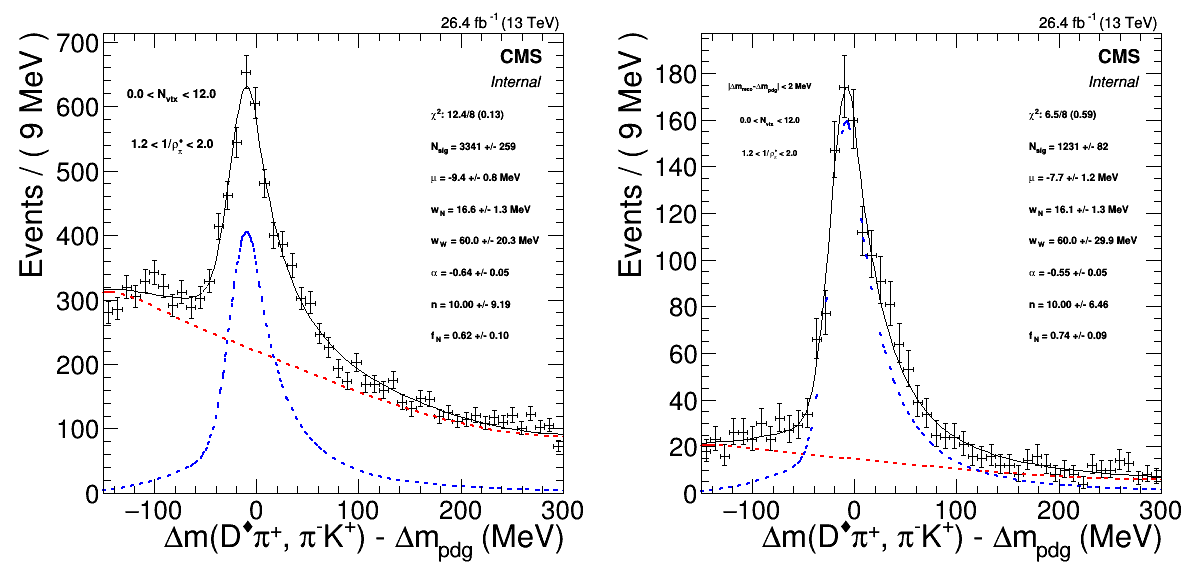 26.4 fb⁻¹ (13 TeV)
CMS
Internal
0.0 < N_vtx < 12.0
1.2 < 1/ρ*_π < 2.0
χ²: 12.4/8 (0.13)
N_sig = 3341 +/- 259
μ = -9.4 +/- 0.8 MeV
w_N = 16.6 +/- 1.3 MeV
w_W = 60.0 +/- 20.3 MeV
α = -0.64 +/- 0.05
n = 10.00 +/- 9.19
f_N = 0.62 +/- 0.10
Events / ( 9 MeV )
700
600
500
400
300
200
100
0
−100 0 100 200 300
Δm(D♦π⁺, π⁻K⁺) - Δm_pdg (MeV)
26.4 fb⁻¹ (13 TeV)
CMS
Internal
|Δm_reco-Δm_pdg| < 2 MeV
0.0 < N_vtx < 12.0
1.2 < 1/ρ*_π < 2.0
χ²: 6.5/8 (0.59)
N_sig = 1231 +/- 82
μ = -7.7 +/- 1.2 MeV
w_N = 16.1 +/- 1.3 MeV
w_W = 60.0 +/- 29.9 MeV
α = -0.55 +/- 0.05
n = 10.00 +/- 6.46
f_N = 0.74 +/- 0.09
Events / ( 9 MeV )
180
160
140
120
100
80
60
40
20
0
−100 0 100 200 300
Δm(D♦π⁺, π⁻K⁺) - Δm_pdg (MeV)